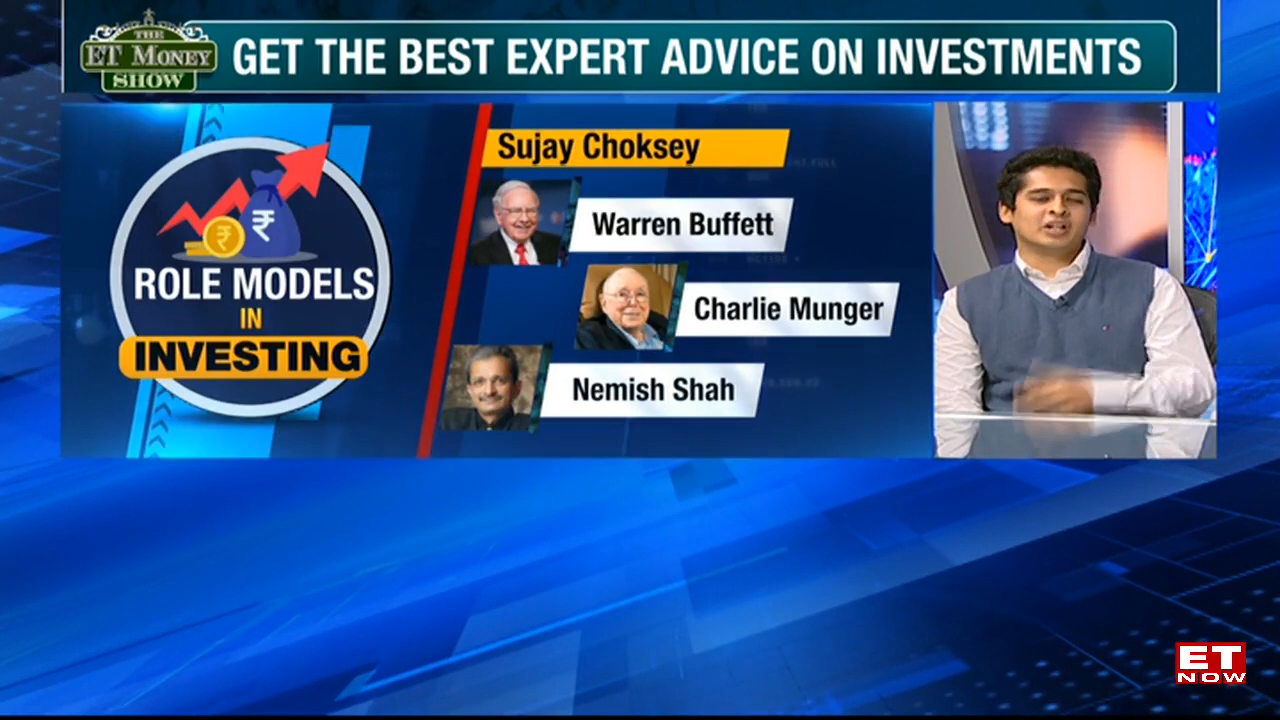 THE
ET MONEY
SHOW
GET THE BEST EXPERT ADVICE ON INVESTMENTS
₹
₹
ROLE MODELS
IN
INVESTING
Sujay Choksey
Warren Buffett
Charlie Munger
Nemish Shah
ET
NOW